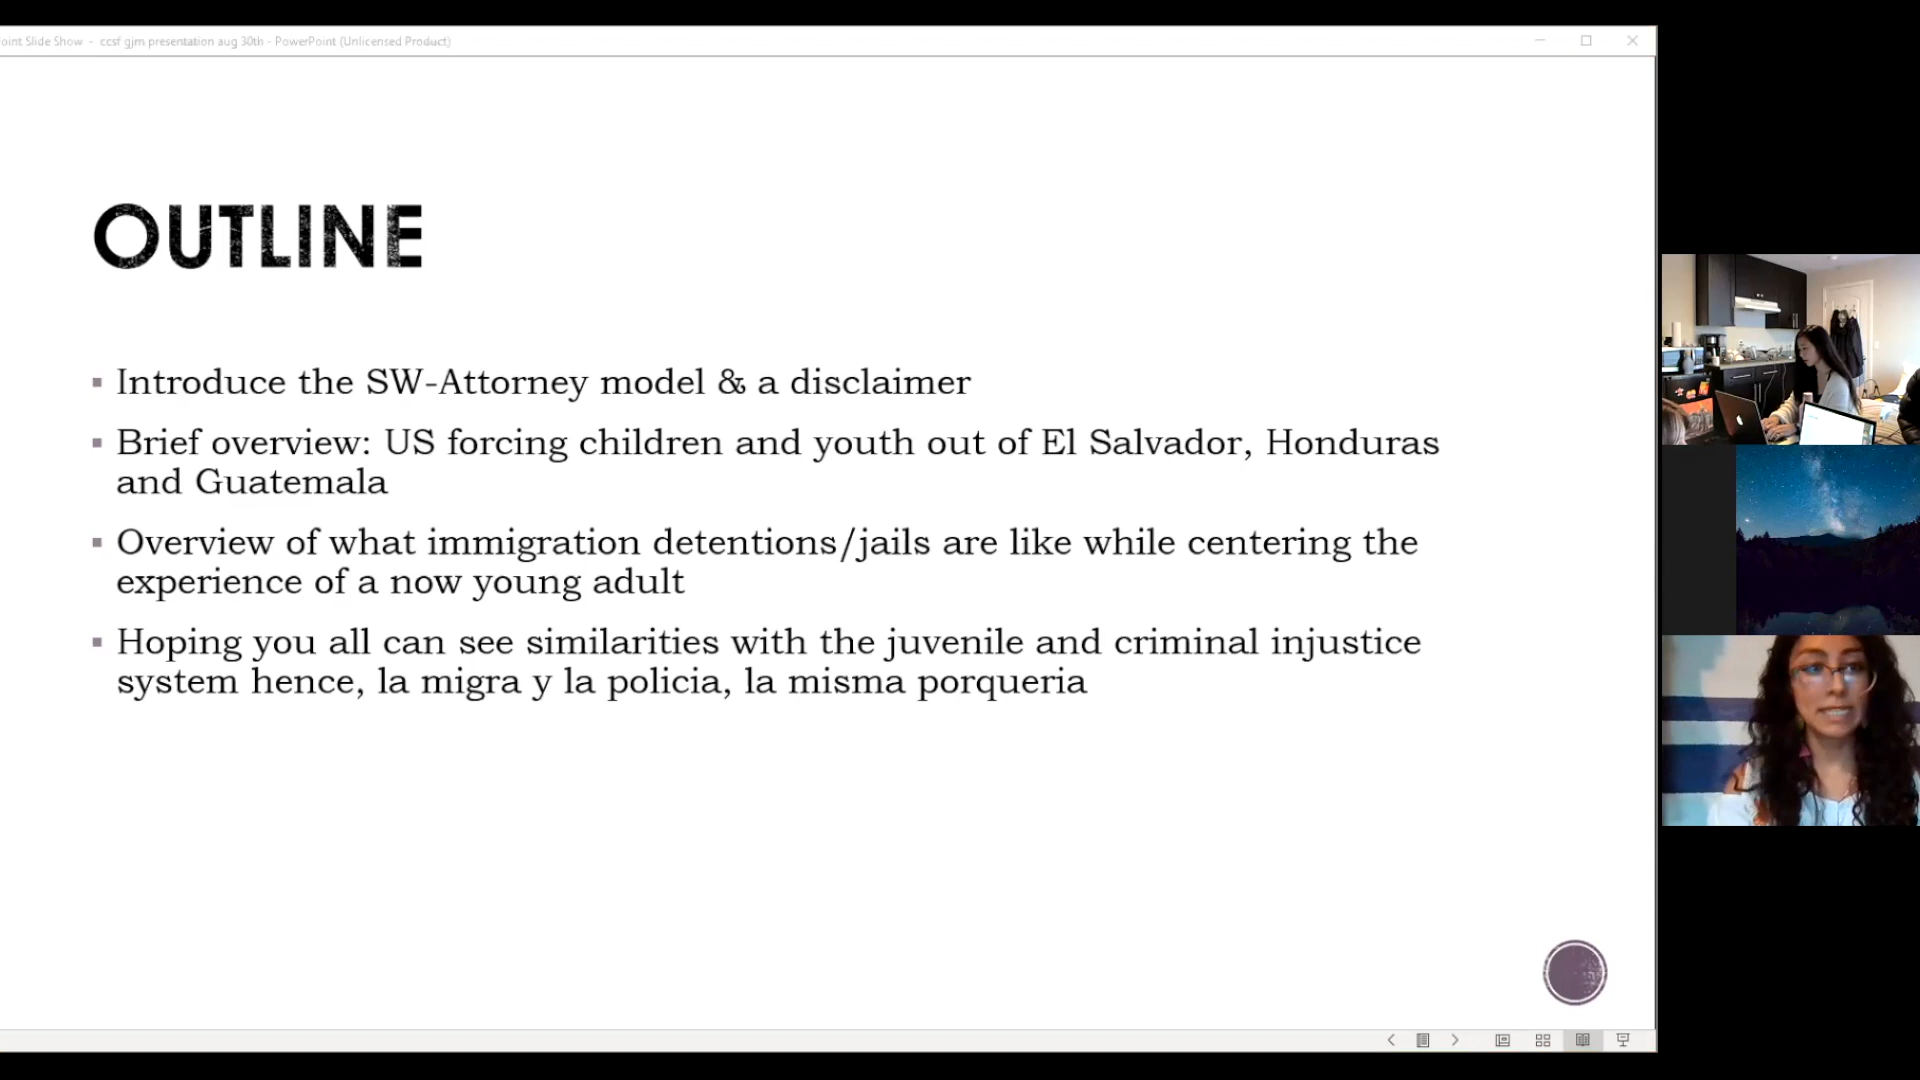 oint Slide Show - ccsf gjm presentation aug 30th - PowerPoint (Unlicensed Product)
OUTLINE
Introduce the SW-Attorney model & a disclaimer
Brief overview: US forcing children and youth out of El Salvador, Honduras
and Guatemala
Overview of what immigration detentions/jails are like while centering the
experience of a now young adult
Hoping you all can see similarities with the juvenile and criminal injustice
system hence, la migra y la policia, la misma porqueria